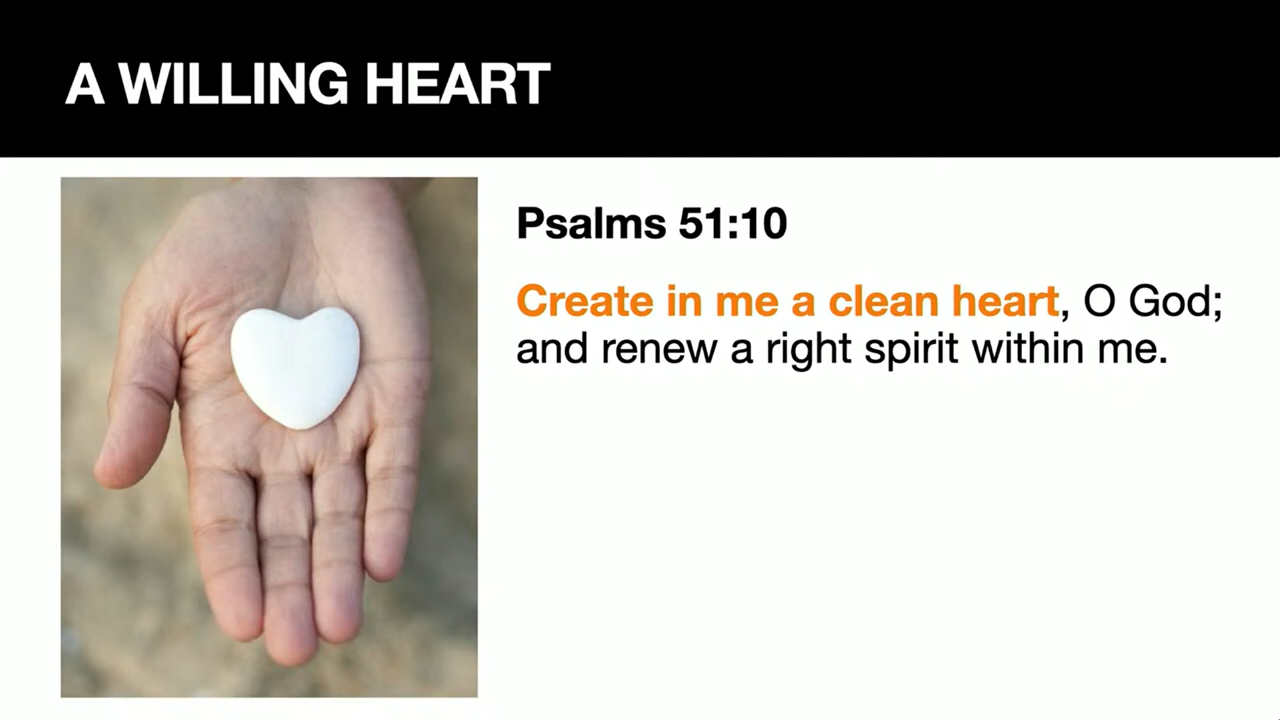 A WILLING HEART
Psalms 51:10
Create in me a clean heart, O God;
and renew a right spirit within me.